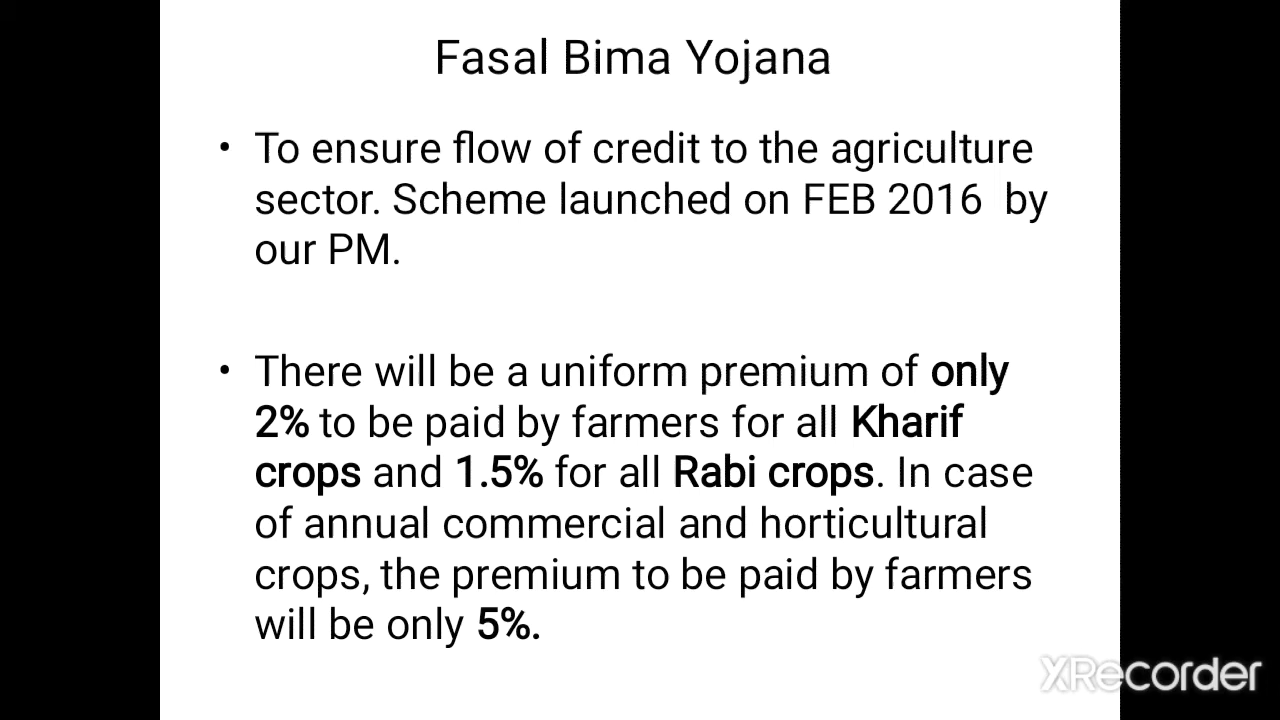 Fasal Bima Yojana
• To ensure flow of credit to the agriculture
sector. Scheme launched on FEB 2016 by
our PM.
• There will be a uniform premium of only
2% to be paid by farmers for all Kharif
crops and 1.5% for all Rabi crops. In case
of annual commercial and horticultural
crops, the premium to be paid by farmers
will be only 5%.
XRecorder